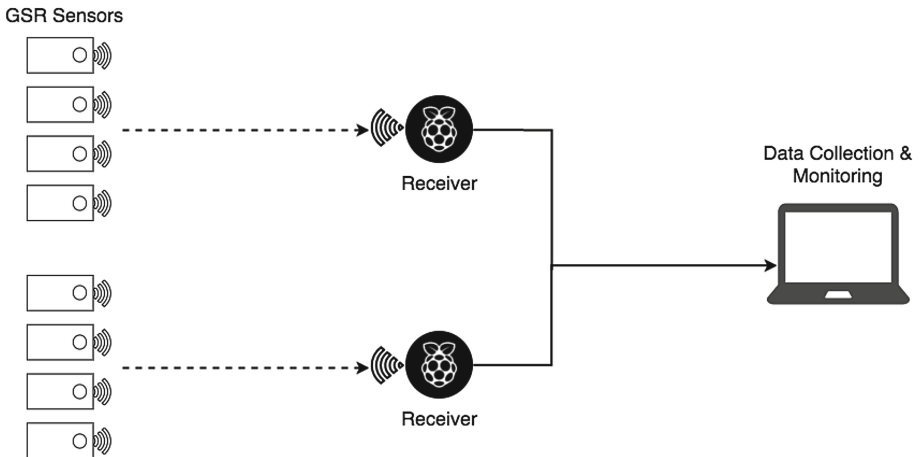 GSR Sensors
Receiver
Data Collection &
Monitoring
Receiver